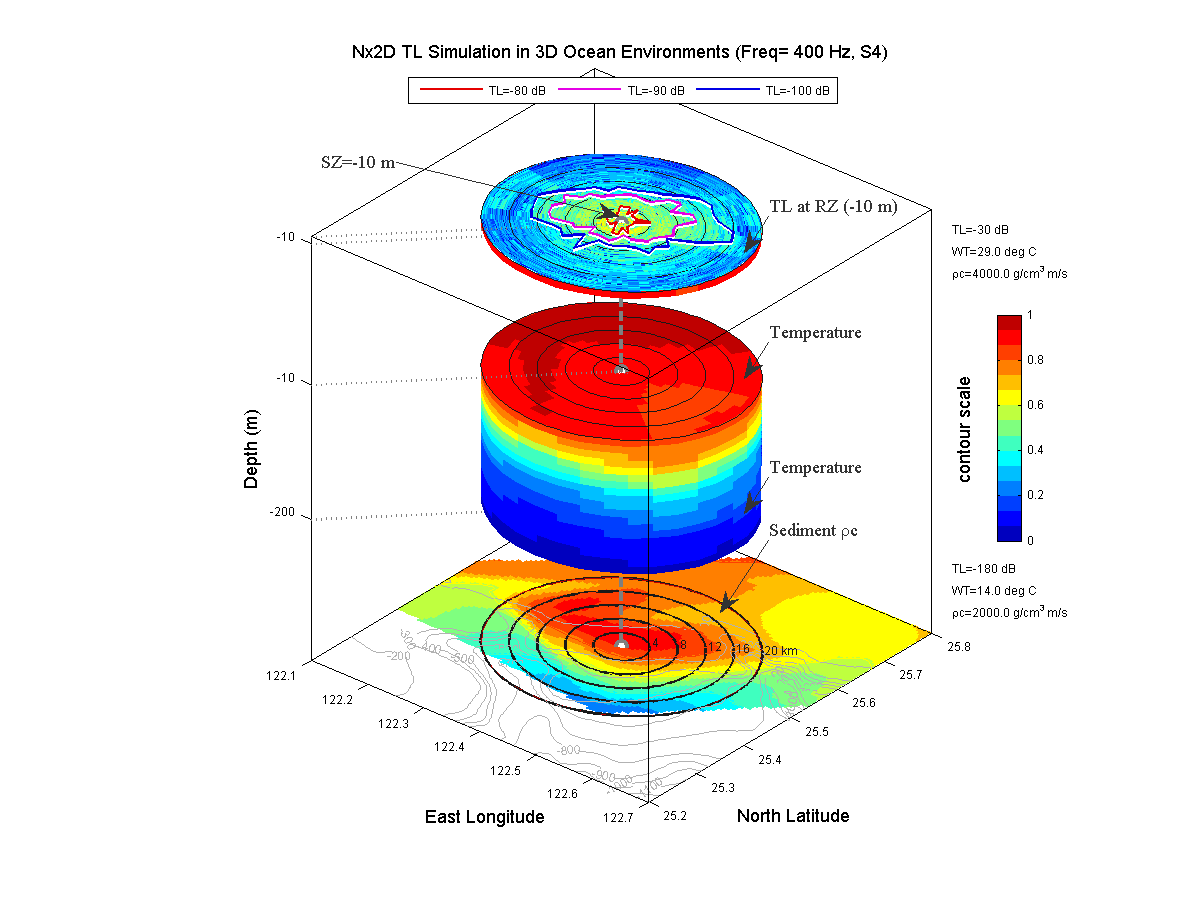 Nx2D TL Simulation in 3D Ocean Environments (Freq= 400 Hz, S4)
TL=-80 dB TL=-90 dB TL=-100 dB
SZ=-10 m
TL at RZ (-10 m)
TL=-30 dB
WT=29.0 deg C
ρc=4000.0 g/cm³ m/s
-10
-10
-200
Depth (m)
Temperature
Temperature
Sediment ρc
1
0.8
0.6
0.4
0.2
0
contour scale
TL=-180 dB
WT=14.0 deg C
ρc=2000.0 g/cm³ m/s
4 8 12 16 20 km
-200
-400
-500
-800
-900
-1000
-1100
122.1
122.2
122.3
122.4
122.5
122.6
122.7
East Longitude
25.2
25.3
25.4
25.5
25.6
25.7
25.8
North Latitude